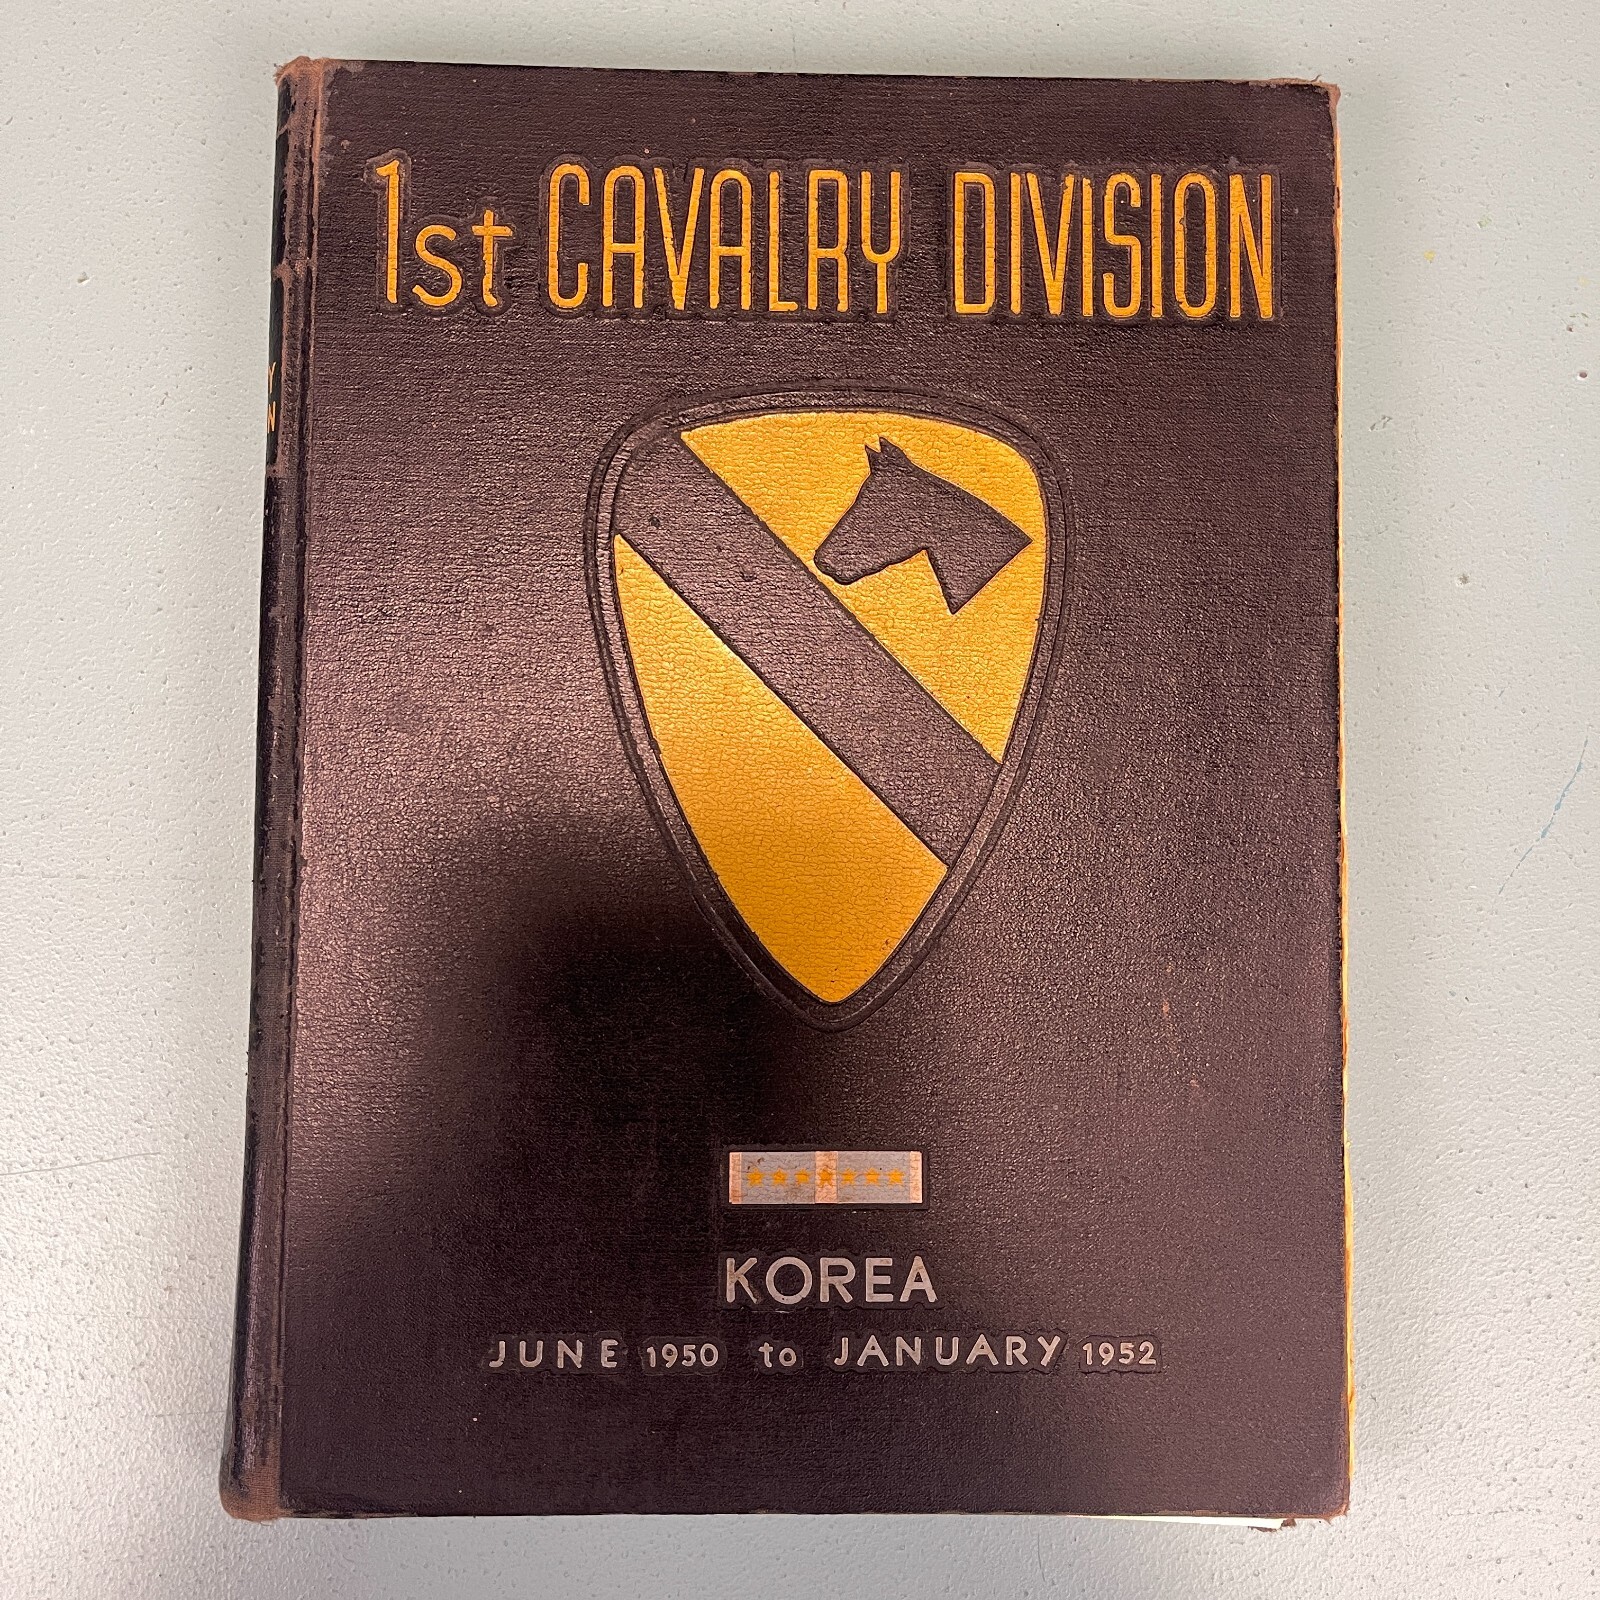 1st CAVALRY DIVISION
KOREA
JUNE 1950 to JANUARY 1952